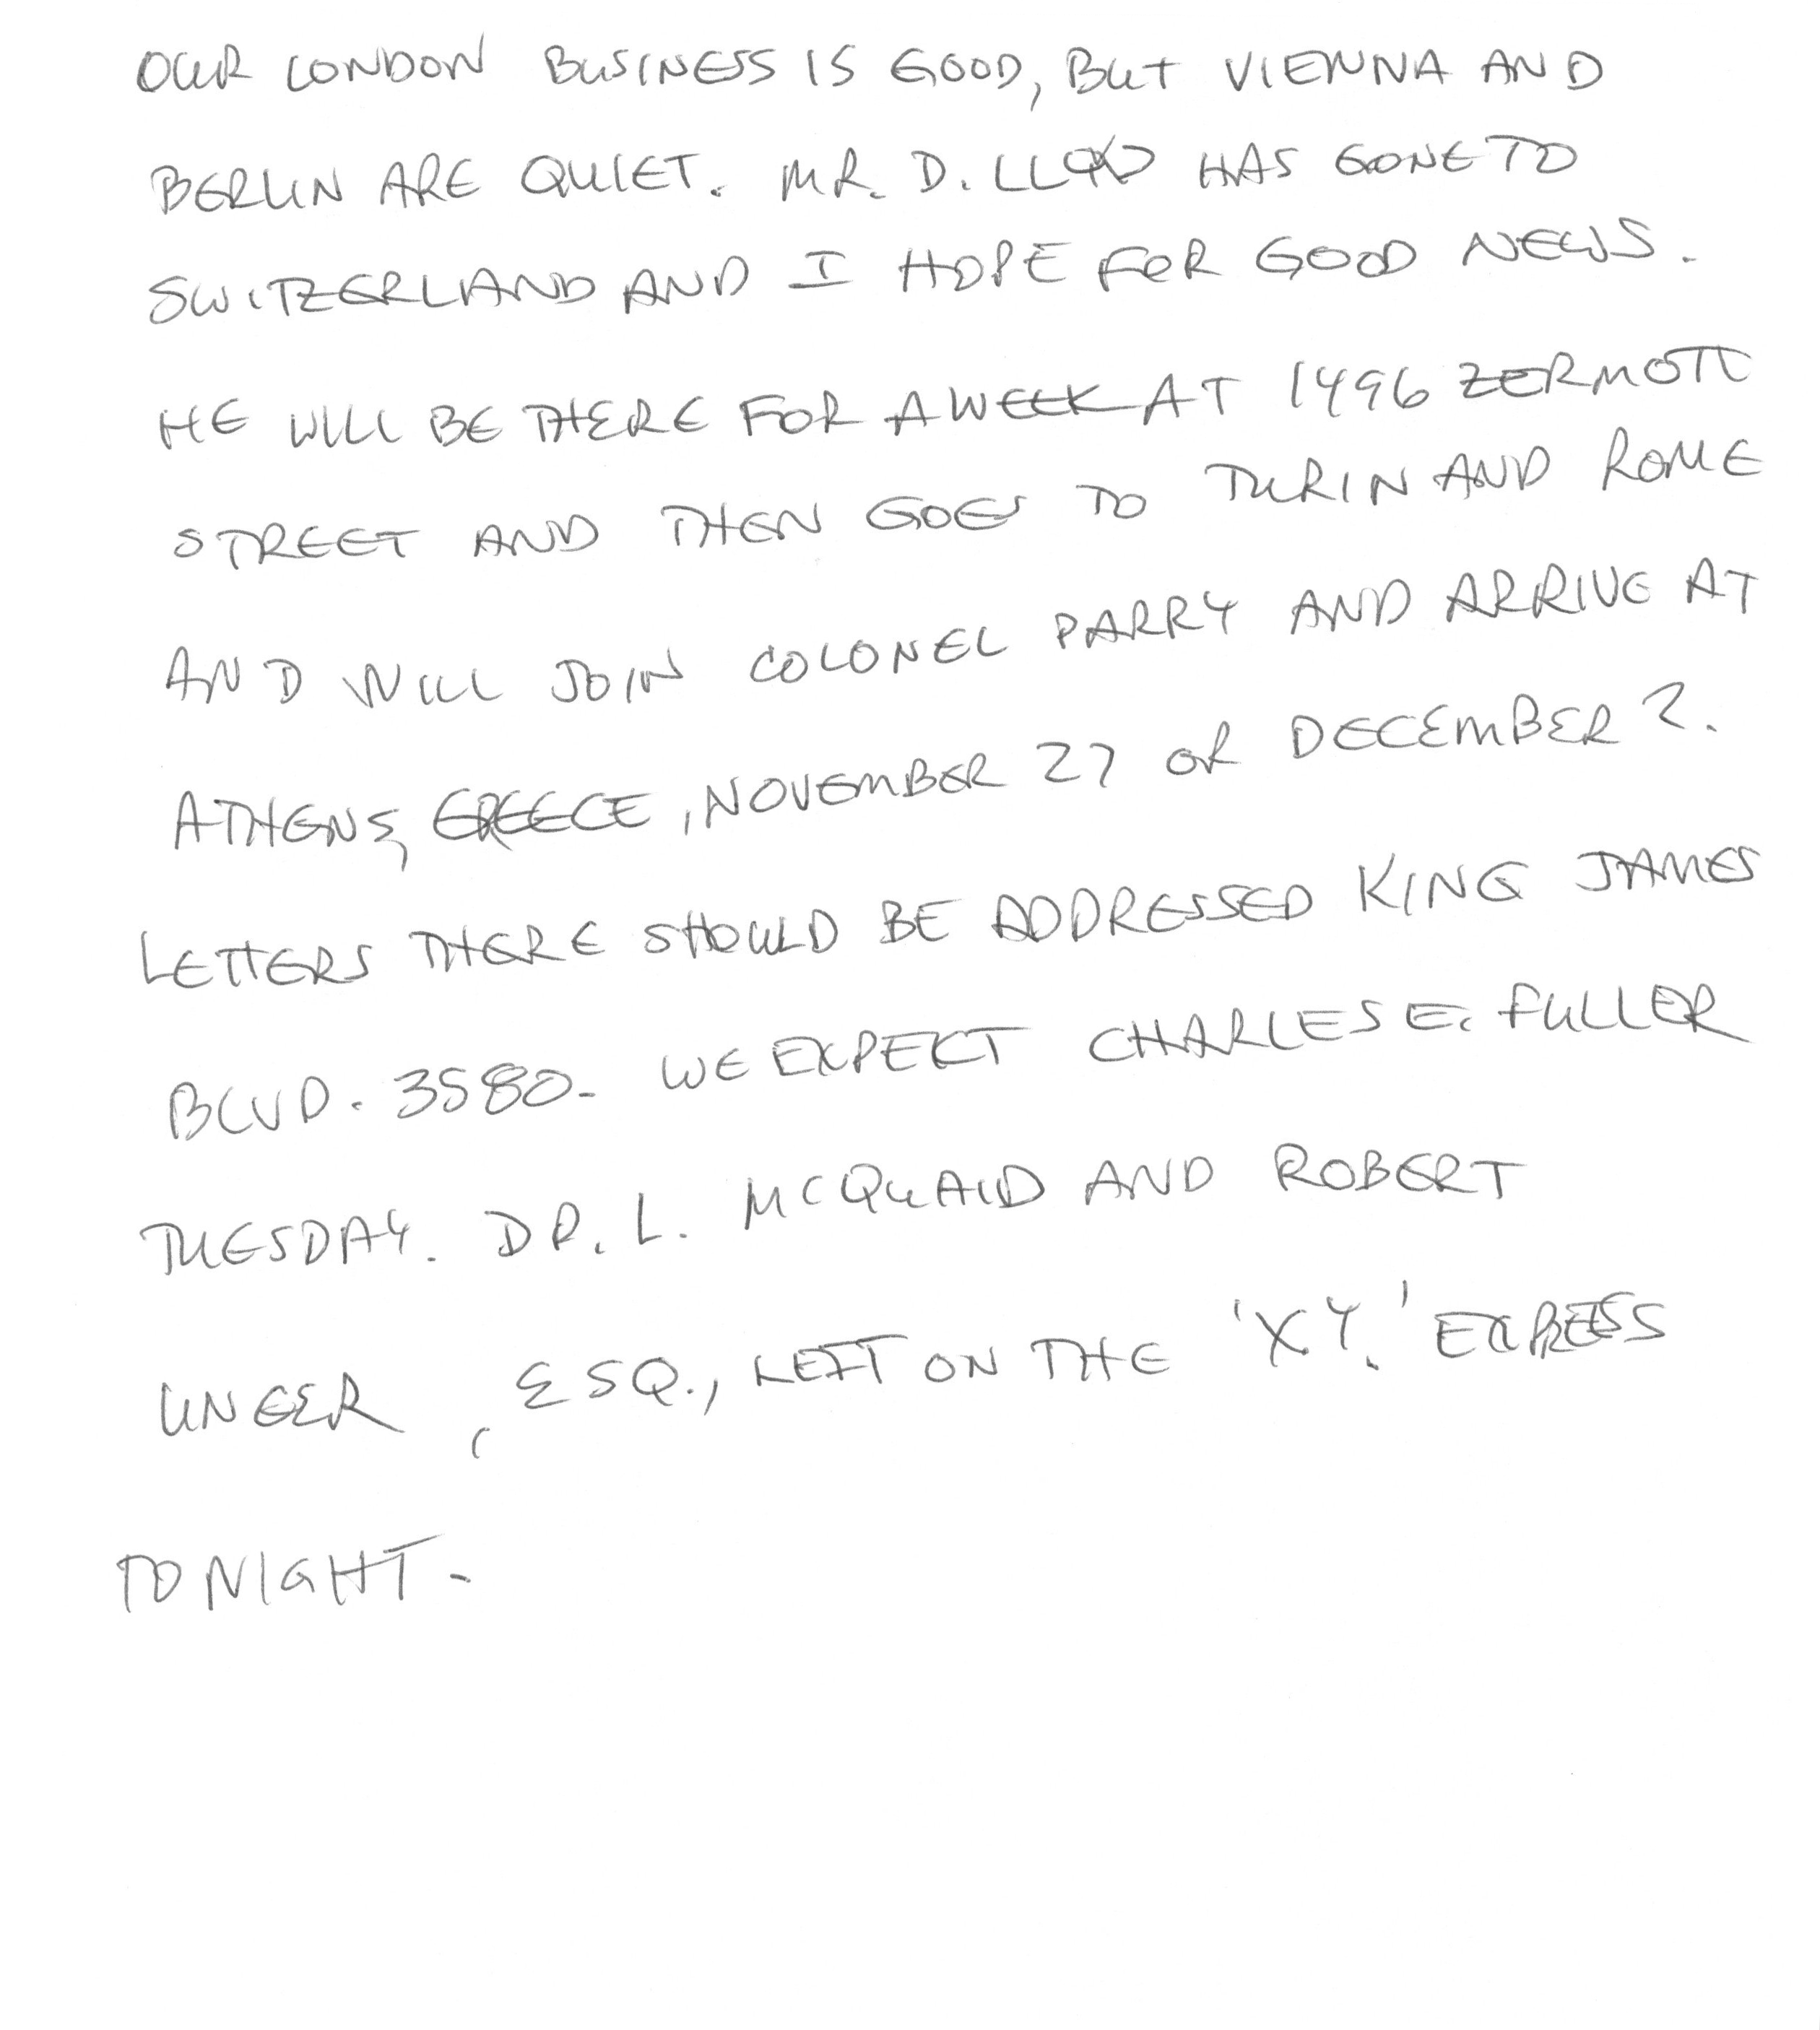 OUR LONDON BUSINESS IS GOOD, BUT VIENNA AND
BERLIN ARE QUIET. MR. D. LLOYD HAS GONE TO
SWITZERLAND AND I HOPE FOR GOOD NEWS.
HE WILL BE THERE FOR A WEEK AT 1496 ZERMOTT
STREET AND THEN GOES TO TURIN AND ROME
AND WILL JOIN COLONEL PARRY AND ARRIVE AT
ATHENS, GREECE, NOVEMBER 27 OR DECEMBER 2.
LETTERS THERE SHOULD BE ADDRESSED KING JAMES
BLVD. 3580. WE EXPECT CHARLES E. FULLER
TUESDAY. DR. L. MCQUAID AND ROBERT
UNGER, ESQ., LEFT ON THE 'X.Y.' EXPRESS
TONIGHT.